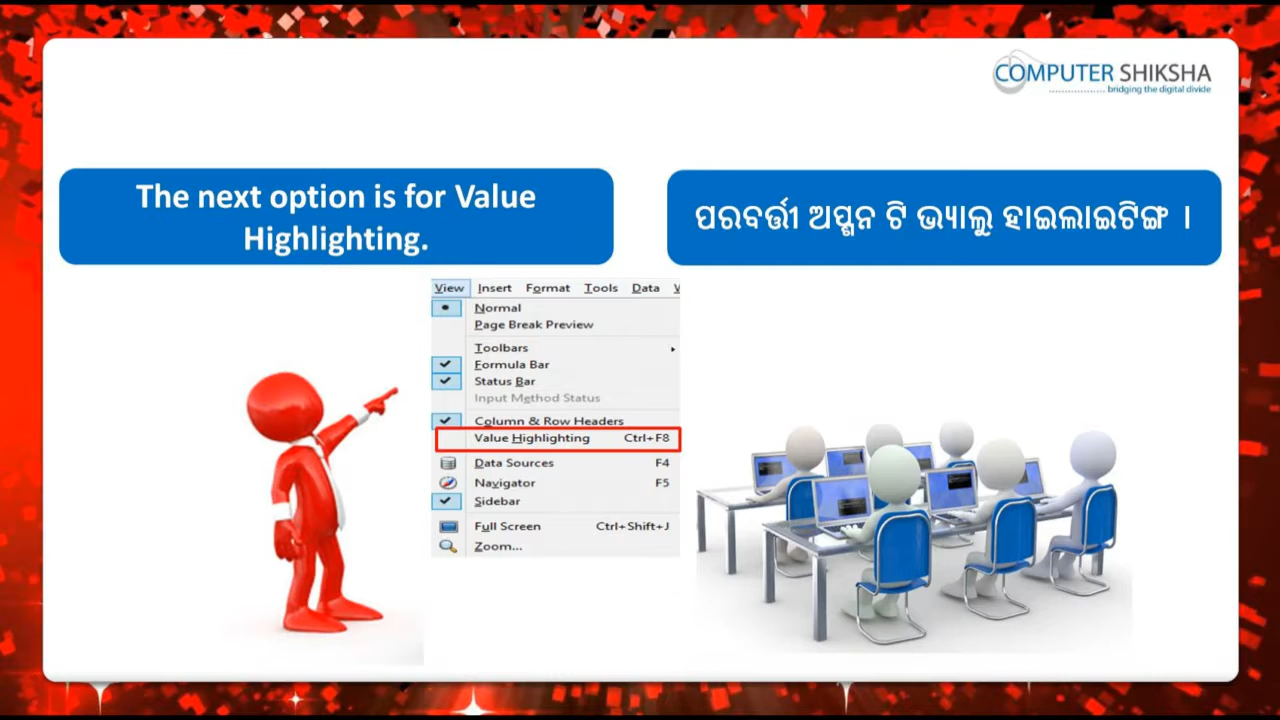 COMPUTER SHIKSHA
bridging the digital divide
The next option is for Value
Highlighting.
ପରବର୍ତ୍ତୀ ଅପ୍ଶନ ଟି ଭ୍ୟାଲୁ ହାଇଲାଇଟିଙ୍ଗ ।
View Insert Format Tools Data
Normal
Page Break Preview
Toolbars
Formula Bar
Status Bar
Input Method Status
Column & Row Headers
Value Highlighting Ctrl+F8
Data Sources F4
Navigator F5
Sidebar
Full Screen Ctrl+Shift+J
Zoom...